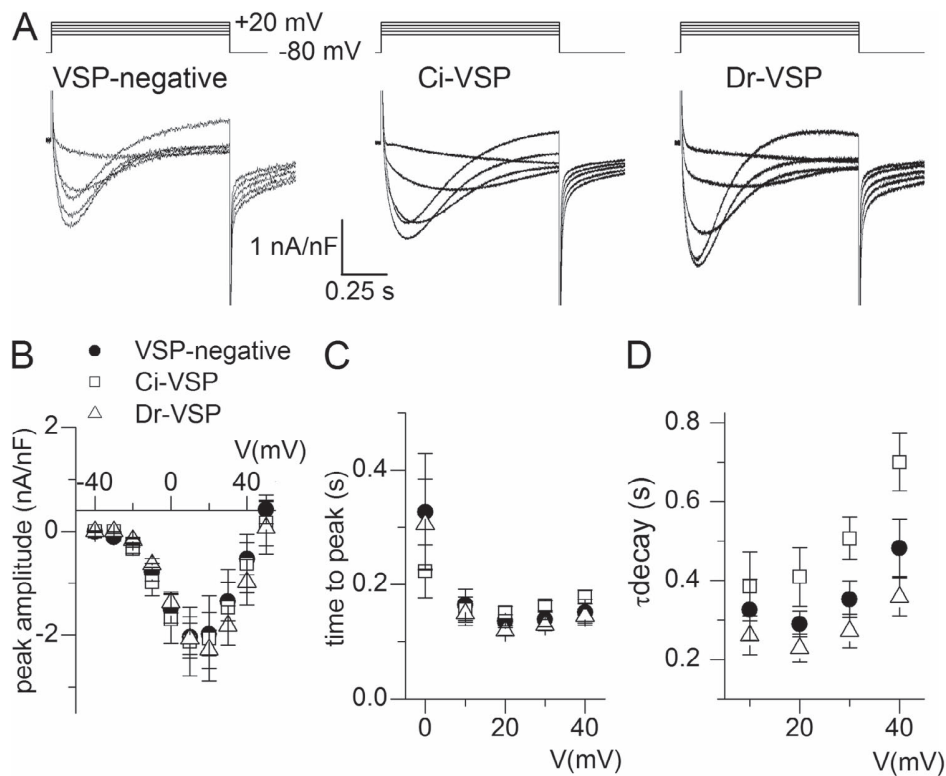 A
+20 mV
-80 mV
VSP-negative
Ci-VSP
Dr-VSP
1 nA/nF
0.25 s
B
VSP-negative
Ci-VSP
Dr-VSP
V(mV)
-40
0
40
2
0
-2
peak amplitude (nA/nF)
C
0.4
0.2
0.0
time to peak (s)
0
20
40
V(mV)
D
0.8
0.6
0.4
0.2
τdecay (s)
20
40
V(mV)